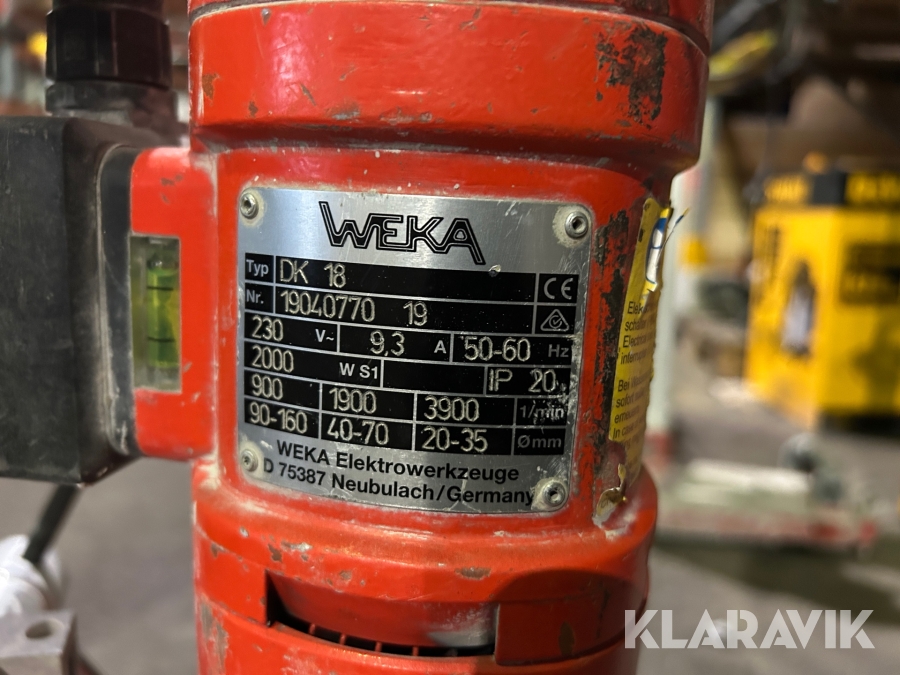 WEKA
Typ DK 18 CE
Nr. 19040770 19
230 V~ 9,3 A 50-60 Hz
2000 W S1 IP 20
900 1900 3900 1/min
90-160 40-70 20-35 Ømm
WEKA Elektrowerkzeuge
D 75387 Neubulach/Germany
KLARAVIK